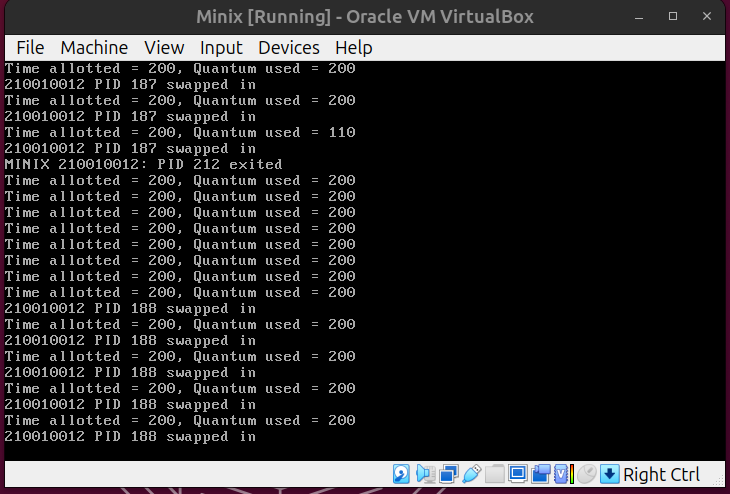 Minix [Running] - Oracle VM VirtualBox
File Machine View Input Devices Help
Time allotted = 200, Quantum used = 200
210010012 PID 187 swapped in
Time allotted = 200, Quantum used = 200
210010012 PID 187 swapped in
Time allotted = 200, Quantum used = 110
210010012 PID 187 swapped in
MINIX 210010012: PID 212 exited
Time allotted = 200, Quantum used = 200
Time allotted = 200, Quantum used = 200
Time allotted = 200, Quantum used = 200
Time allotted = 200, Quantum used = 200
Time allotted = 200, Quantum used = 200
Time allotted = 200, Quantum used = 200
Time allotted = 200, Quantum used = 200
Time allotted = 200, Quantum used = 200
210010012 PID 188 swapped in
Time allotted = 200, Quantum used = 200
210010012 PID 188 swapped in
Time allotted = 200, Quantum used = 200
210010012 PID 188 swapped in
Time allotted = 200, Quantum used = 200
210010012 PID 188 swapped in
Time allotted = 200, Quantum used = 200
210010012 PID 188 swapped in
Right Ctrl